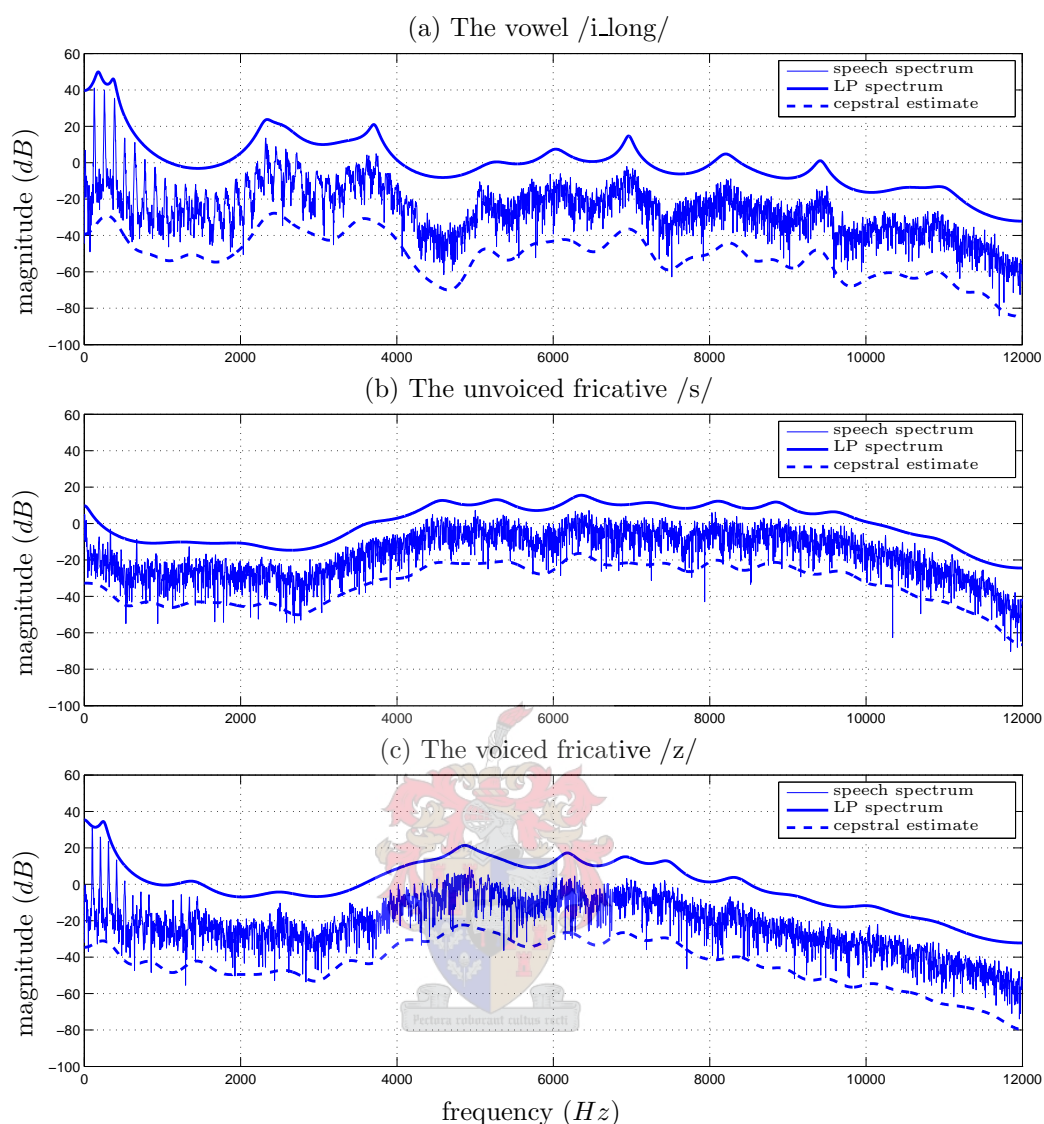 (a) The vowel /i_long/
60
40
20
0
−20
−40
−60
−80
−100
magnitude (dB)
speech spectrum
LP spectrum
cepstral estimate
0 2000 4000 6000 8000 10000 12000
(b) The unvoiced fricative /s/
60
40
20
0
−20
−40
−60
−80
−100
magnitude (dB)
speech spectrum
LP spectrum
cepstral estimate
0 2000 4000 6000 8000 10000 12000
(c) The voiced fricative /z/
60
40
20
0
−20
−40
−60
−80
−100
magnitude (dB)
speech spectrum
LP spectrum
cepstral estimate
Pectora roborant cultus recti
0 2000 4000 6000 8000 10000 12000
frequency (Hz)